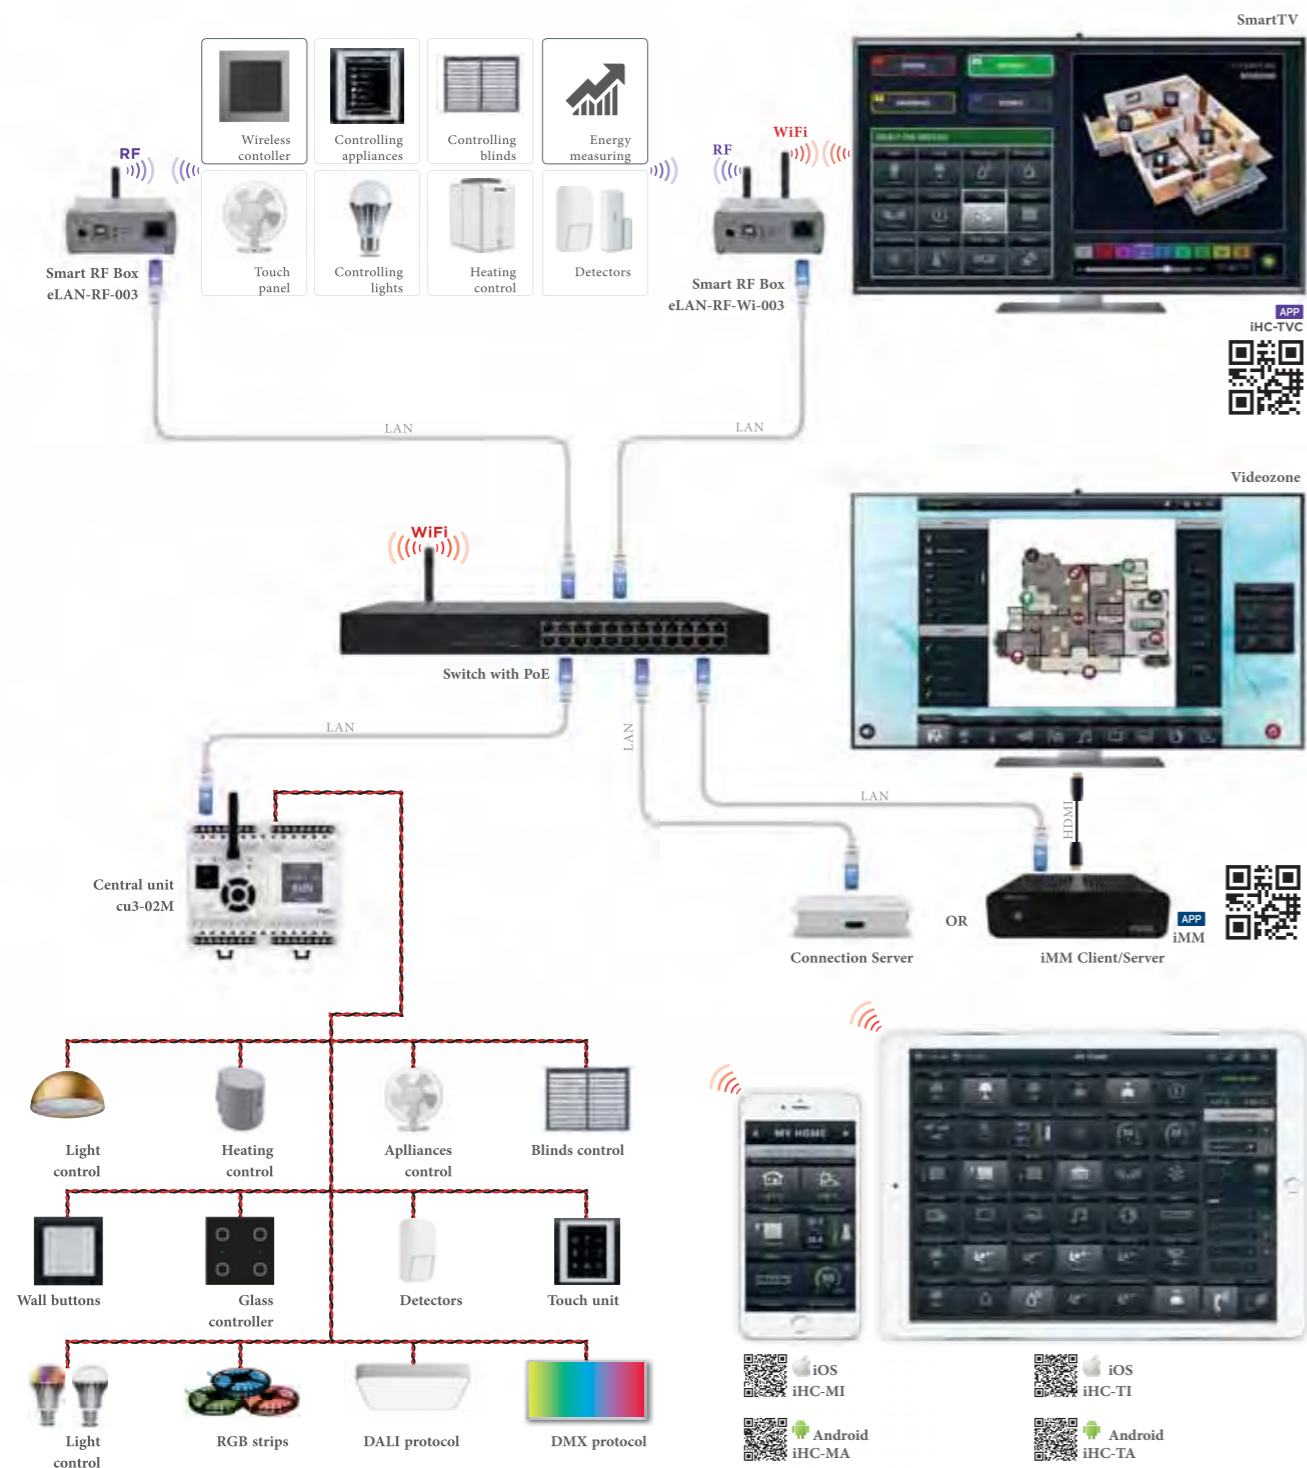 SmartTV
RF
Wireless
contoller
Controlling
appliances
Controlling
blinds
Energy
measuring
Touch
panel
Controlling
lights
Heating
control
Detectors
RF
WiFi
Smart RF Box
eLAN-RF-003
Smart RF Box
eLAN-RF-Wi-003
APP
iHC-TVC
LAN
LAN
Videozone
WiFi
Switch with PoE
LAN
LAN
LAN
HDMI
Central unit
cu3-02M
Connection Server
OR
iMM Client/Server
APP
iMM
Light
control
Heating
control
Aplliances
control
Blinds control
Wall buttons
Glass
controller
Detectors
Touch unit
Light
control
RGB strips
DALI protocol
DMX protocol
MY HOME
iOS
iHC-MI
iOS
iHC-TI
Android
iHC-MA
Android
iHC-TA